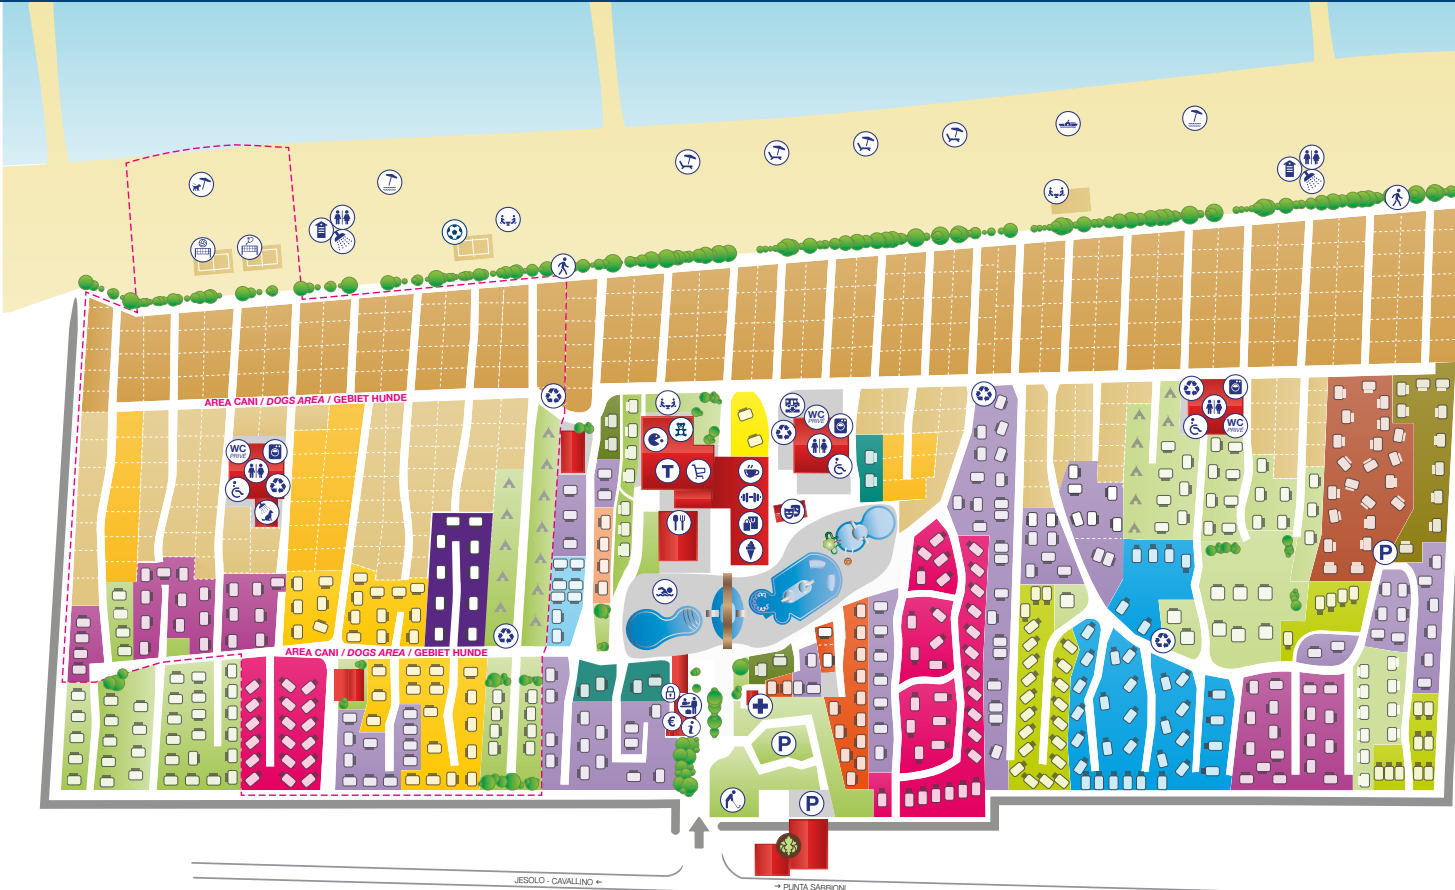 AREA CANI / DOGS AREA / GEBIET HUNDE
WC
PRIVÉ
WC
PRIVÉ
WC
PRIVÉ
T
P
AREA CANI / DOGS AREA / GEBIET HUNDE
€
i
P
P
JESOLO - CAVALLINO ←
→ PUNTA SABBIONI